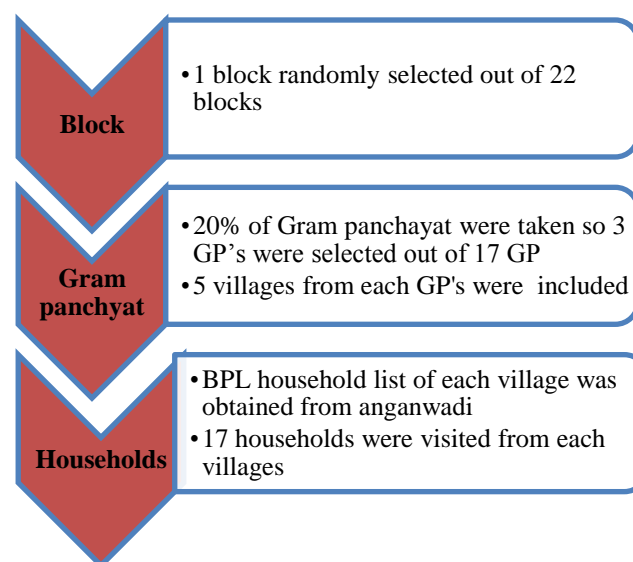 Block
•1 block randomly selected out of 22
blocks
Gram
panchyat
•20% of Gram panchayat were taken so 3
GP’s were selected out of 17 GP
•5 villages from each GP's were included
Households
•BPL household list of each village was
obtained from anganwadi
•17 households were visited from each
villages